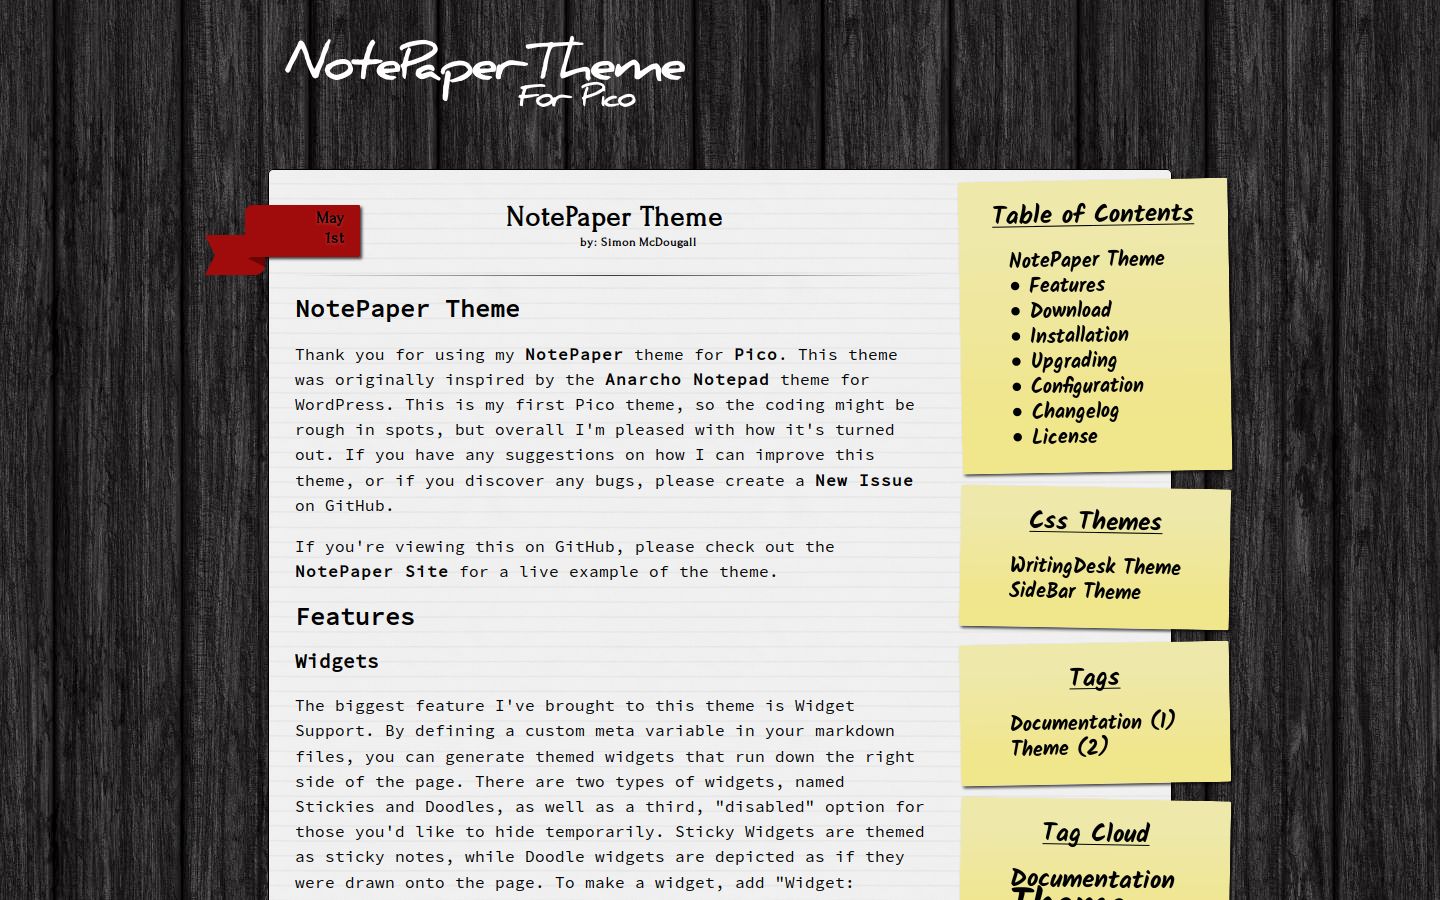 NotePaper Theme
For Pico
May
1st
NotePaper Theme
by: Simon McDougall
NotePaper Theme
Thank you for using my NotePaper theme for Pico. This theme
was originally inspired by the Anarcho Notepad theme for
WordPress. This is my first Pico theme, so the coding might be
rough in spots, but overall I'm pleased with how it's turned
out. If you have any suggestions on how I can improve this
theme, or if you discover any bugs, please create a New Issue
on GitHub.
If you're viewing this on GitHub, please check out the
NotePaper Site for a live example of the theme.
Features
Widgets
The biggest feature I've brought to this theme is Widget
Support. By defining a custom meta variable in your markdown
files, you can generate themed widgets that run down the right
side of the page. There are two types of widgets, named
Stickies and Doodles, as well as a third, "disabled" option for
those you'd like to hide temporarily. Sticky Widgets are themed
as sticky notes, while Doodle widgets are depicted as if they
were drawn onto the page. To make a widget, add "Widget:
Table of Contents
NotePaper Theme
• Features
• Download
• Installation
• Upgrading
• Configuration
• Changelog
• License
Css Themes
WritingDesk Theme
SideBar Theme
Tags
Documentation (1)
Theme (2)
Tag Cloud
Documentation